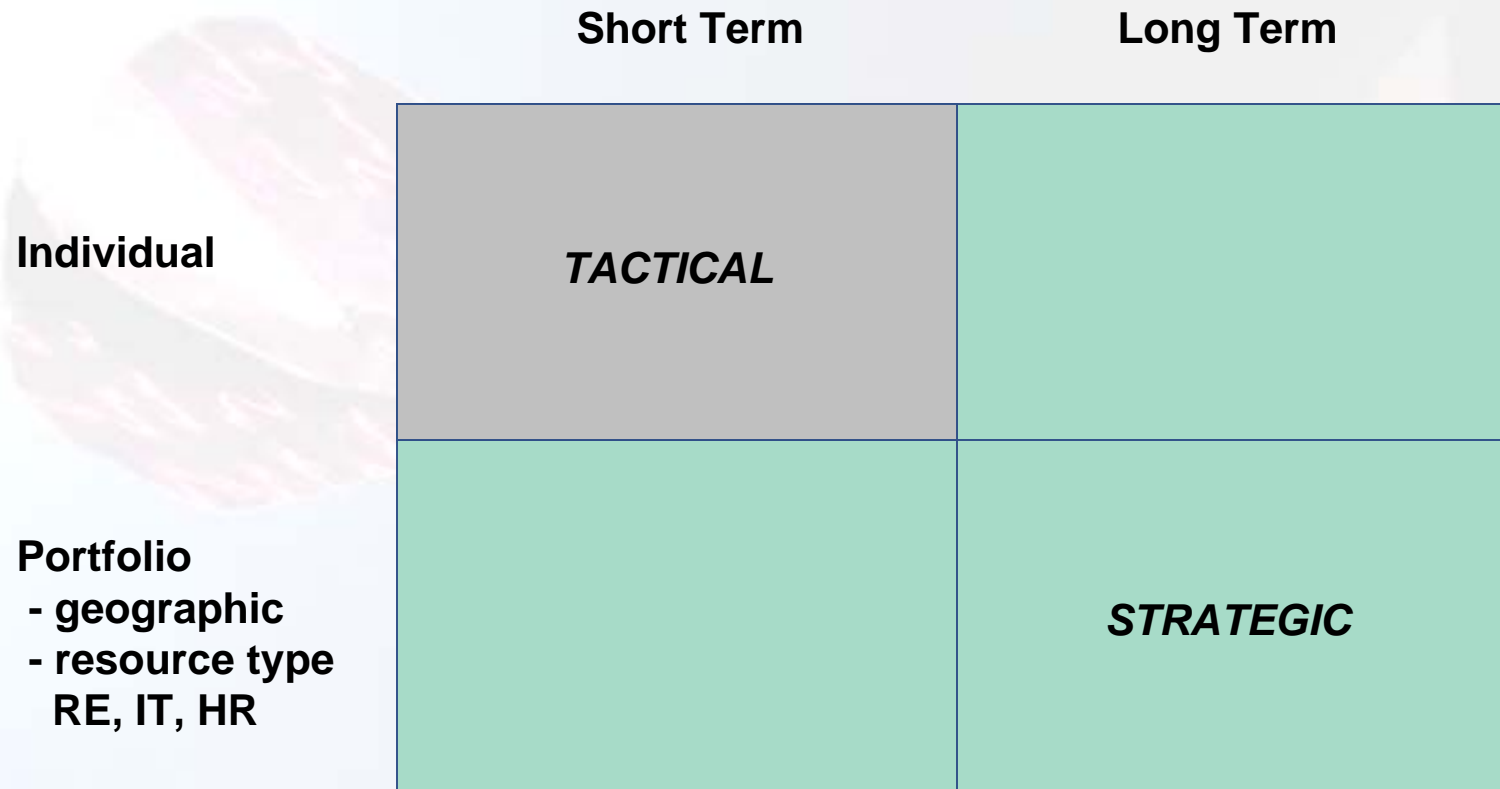 Short Term Long Term
Individual
TACTICAL
Portfolio
- geographic
- resource type
RE, IT, HR
STRATEGIC